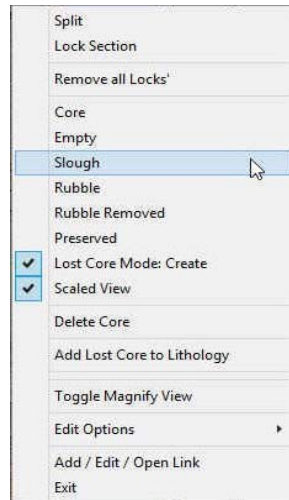 Split
Lock Section
Remove all Locks'
Core
Empty
Slough
Rubble
Rubble Removed
Preserved
Lost Core Mode: Create
Scaled View
Delete Core
Add Lost Core to Lithology
Toggle Magnify View
Edit Options
Add / Edit / Open Link
Exit